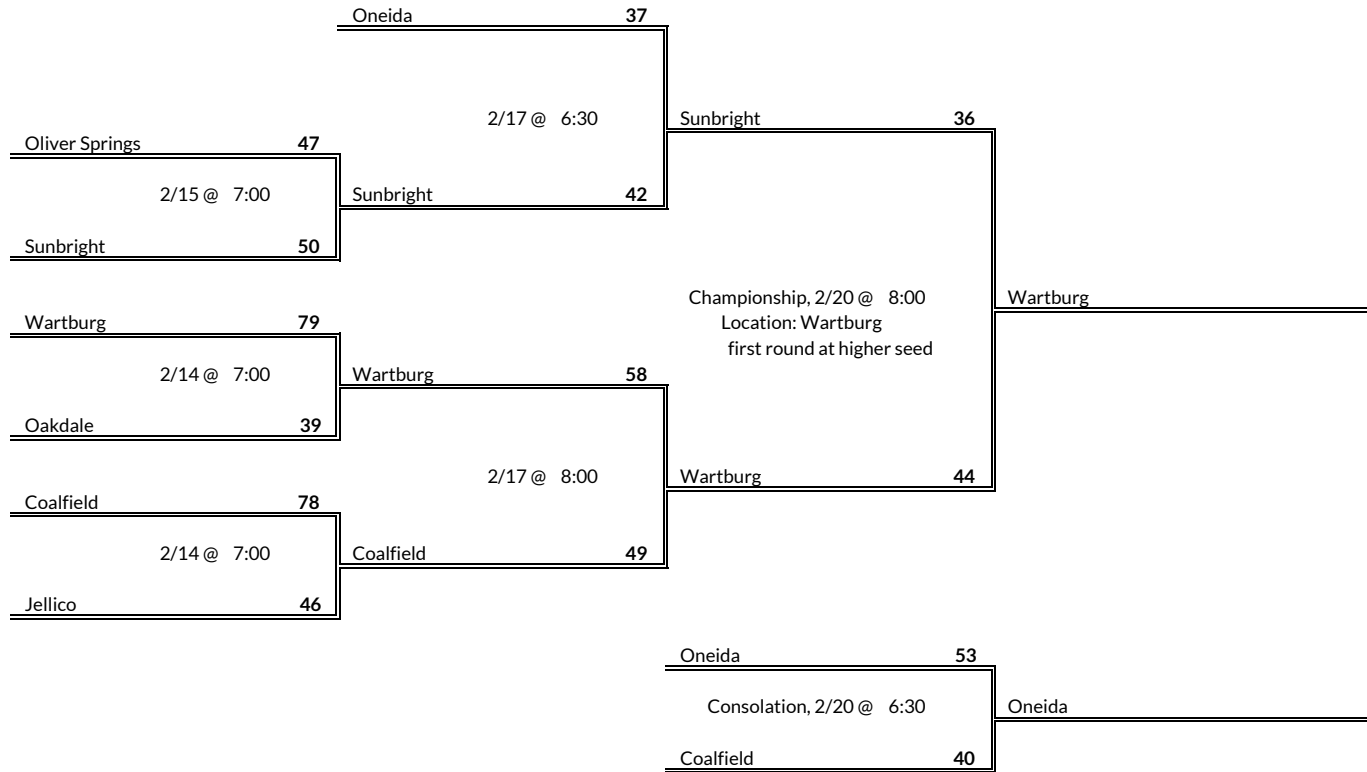 Oneida 37
2/17 @ 6:30
Sunbright 36
Oliver Springs 47
2/15 @ 7:00
Sunbright 42
Sunbright 50
Championship, 2/20 @ 8:00
Wartburg
Location: Wartburg
Wartburg 79
first round at higher seed
2/14 @ 7:00
Wartburg 58
Oakdale 39
2/17 @ 8:00
Wartburg 44
Coalfield 78
2/14 @ 7:00
Coalfield 49
Jellico 46
Oneida 53
Consolation, 2/20 @ 6:30
Oneida
Coalfield 40